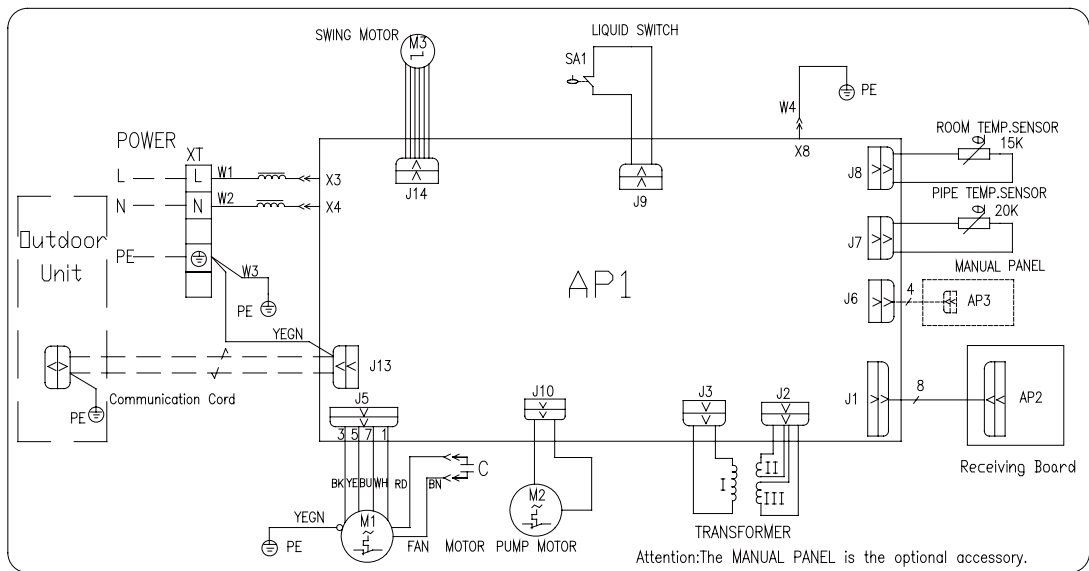 SWING MOTOR
M3
LIQUID SWITCH
SA1
W4
PE
X8
POWER
XT
L
L
W1
X3
N
N
W2
X4
PE
W3
PE
YEGN
Outdoor
Unit
PE
Communication Cord
J13
J14
J9
AP1
ROOM TEMP.SENSOR
15K
J8
PIPE TEMP.SENSOR
20K
J7
MANUAL PANEL
J6
4
AP3
J1
8
AP2
Receiving Board
J5
3 5 7 1
BK YE BU WH RD BN
C
YEGN
PE
M1
FAN MOTOR
J10
M2
PUMP MOTOR
J3
J2
I
II
III
TRANSFORMER
Attention:The MANUAL PANEL is the optional accessory.